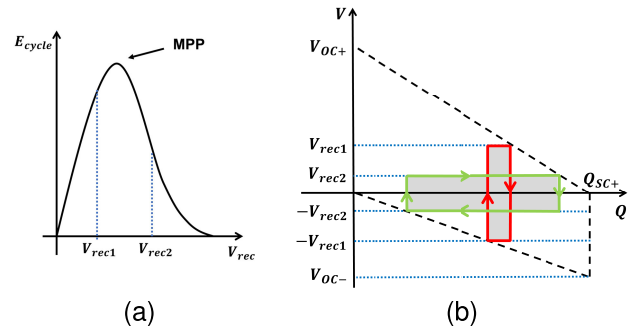 E_cycle
MPP
V_rec1
V_rec2
V_rec
(a)
V
V_OC+
V_rec1
V_rec2
Q_SC+
−V_rec2
Q
−V_rec1
V_OC−
(b)